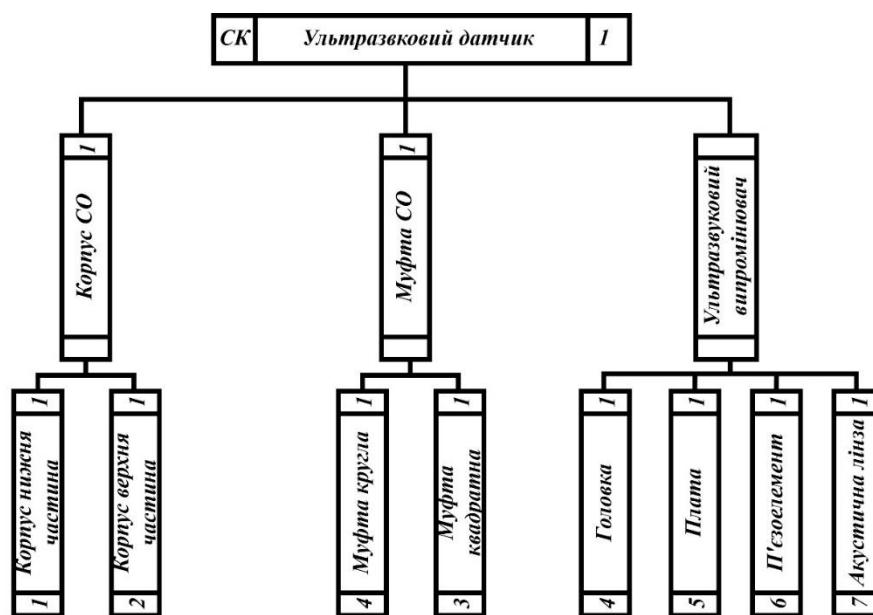 СК Ультразвковий датчик 1
1
Корпус СО
1
Муфта СО
Ультразвуковий
випромінювач
1
Корпус нижня
частина
1
1
Корпус верхня
частина
2
1
Муфта кругла
4
1
Муфта
квадратна
3
1
Головка
4
1
Плата
5
1
П'єзоелемент
6
1
Акустична лінза
7